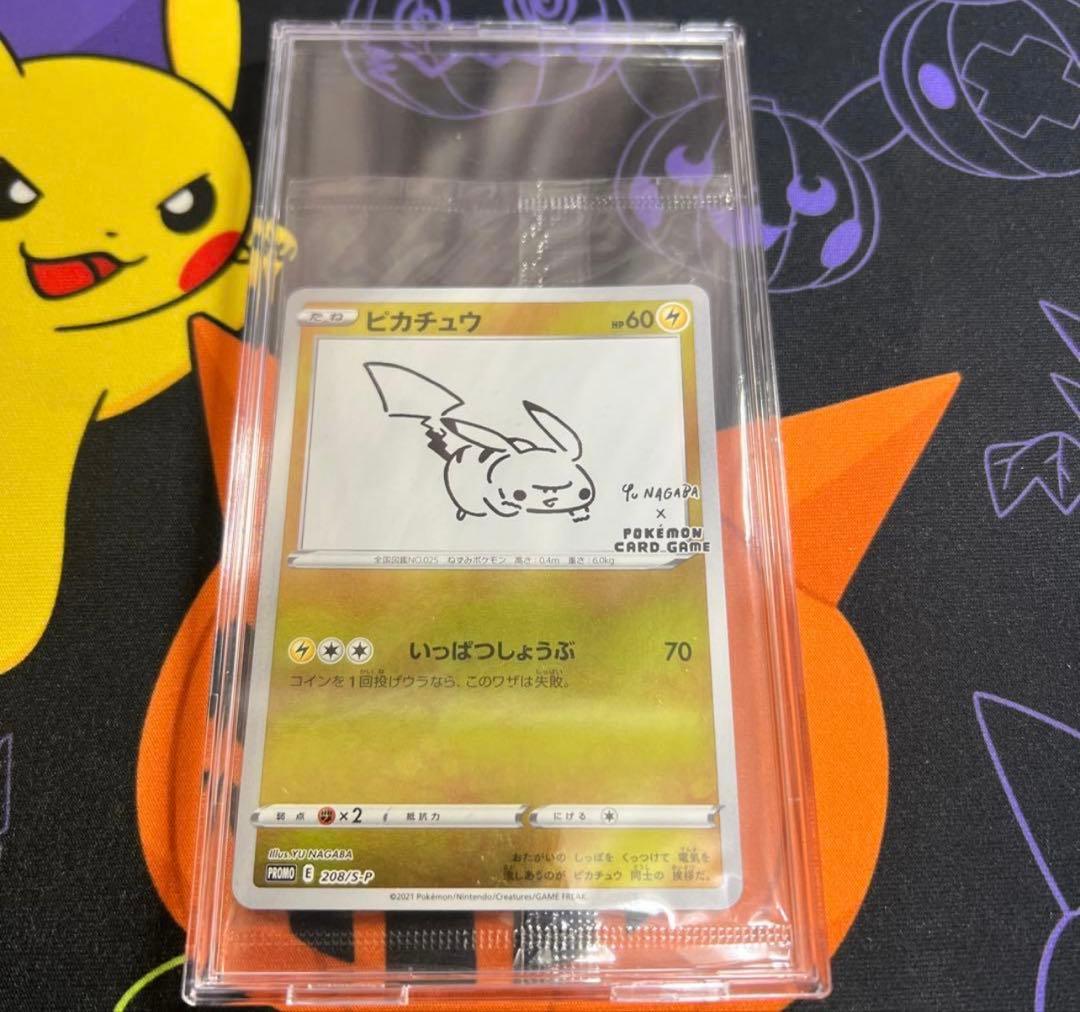 たね ピカチュウ HP60
Yu NAGABA
×
POKÉMON
CARD GAME
全国図鑑NO.025 ねずみポケモン 高さ:0.4m 重さ:6.0kg
いっぱつしょうぶ 70
コインを1回投げウラなら、このワザは失敗。
弱点 ×2 抵抗力 にげる
おたがいの しっぽを くっつけて 電気を
流しあるのが ピカチュウ 同士の 挨拶だ。
Illus. YU NAGABA
PROMO E 208/S-P
©2021 Pokémon/Nintendo/Creatures/GAME FREAK.